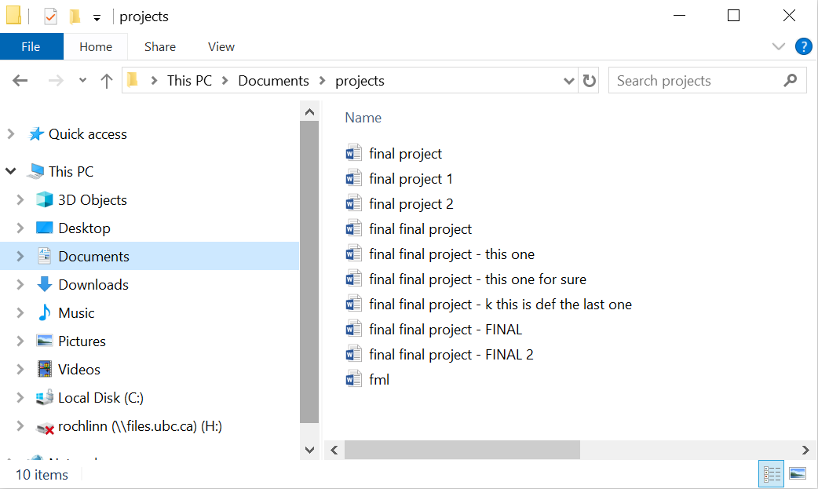 projects
File Home Share View
This PC Documents projects Search projects
Name
Quick access
This PC
3D Objects
Desktop
Documents
Downloads
Music
Pictures
Videos
Local Disk (C:)
rochlinn (\\files.ubc.ca) (H:)
final project
final project 1
final project 2
final final project
final final project - this one
final final project - this one for sure
final final project - k this is def the last one
final final project - FINAL
final final project - FINAL 2
fml
10 items